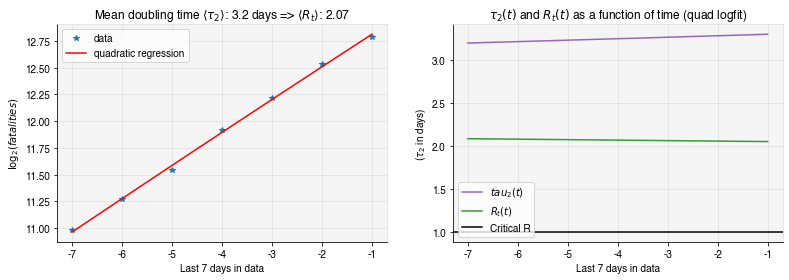 Mean doubling time ⟨τ₂⟩: 3.2 days => ⟨Rₜ⟩: 2.07
data
quadratic regression
log₂(fatalities)
12.75
12.50
12.25
12.00
11.75
11.50
11.25
11.00
-7 -6 -5 -4 -3 -2 -1
Last 7 days in data
τ₂(t) and Rₜ(t) as a function of time (quad logfit)
(τ₂ in days)
3.0
2.5
2.0
1.5
1.0
tau₂(t)
Rₜ(t)
Critical R
-7 -6 -5 -4 -3 -2 -1
Last 7 days in data